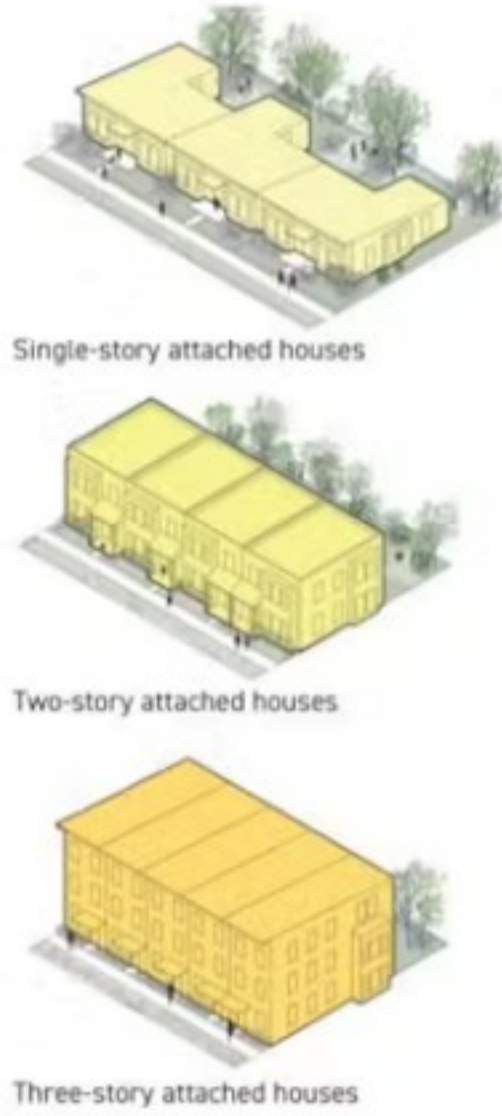 Single-story attached houses
Two-story attached houses
Three-story attached houses